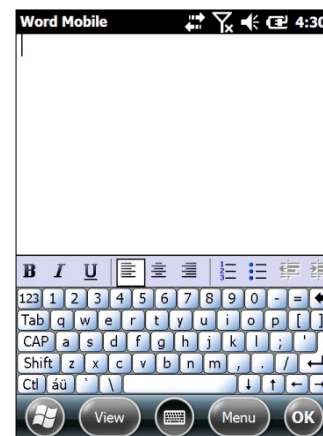 Word Mobile 4:30
B I U
123 1 2 3 4 5 6 7 8 9 0 - =
Tab q w e r t y u i o p [ ]
CAP a s d f g h j k l ; '
Shift z x c v b n m , . /
Ctl áü ` \
View Menu OK